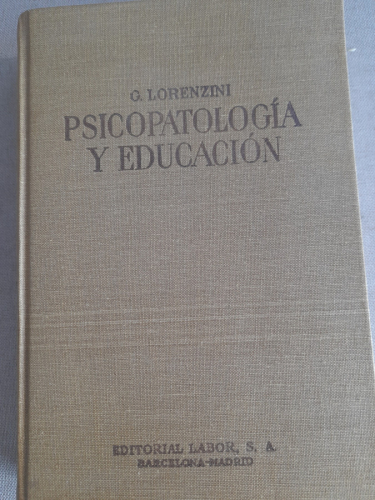 G. LORENZINI
PSICOPATOLOGÍA
Y EDUCACIÓN
EDITORIAL LABOR, S. A.
BARCELONA-MADRID